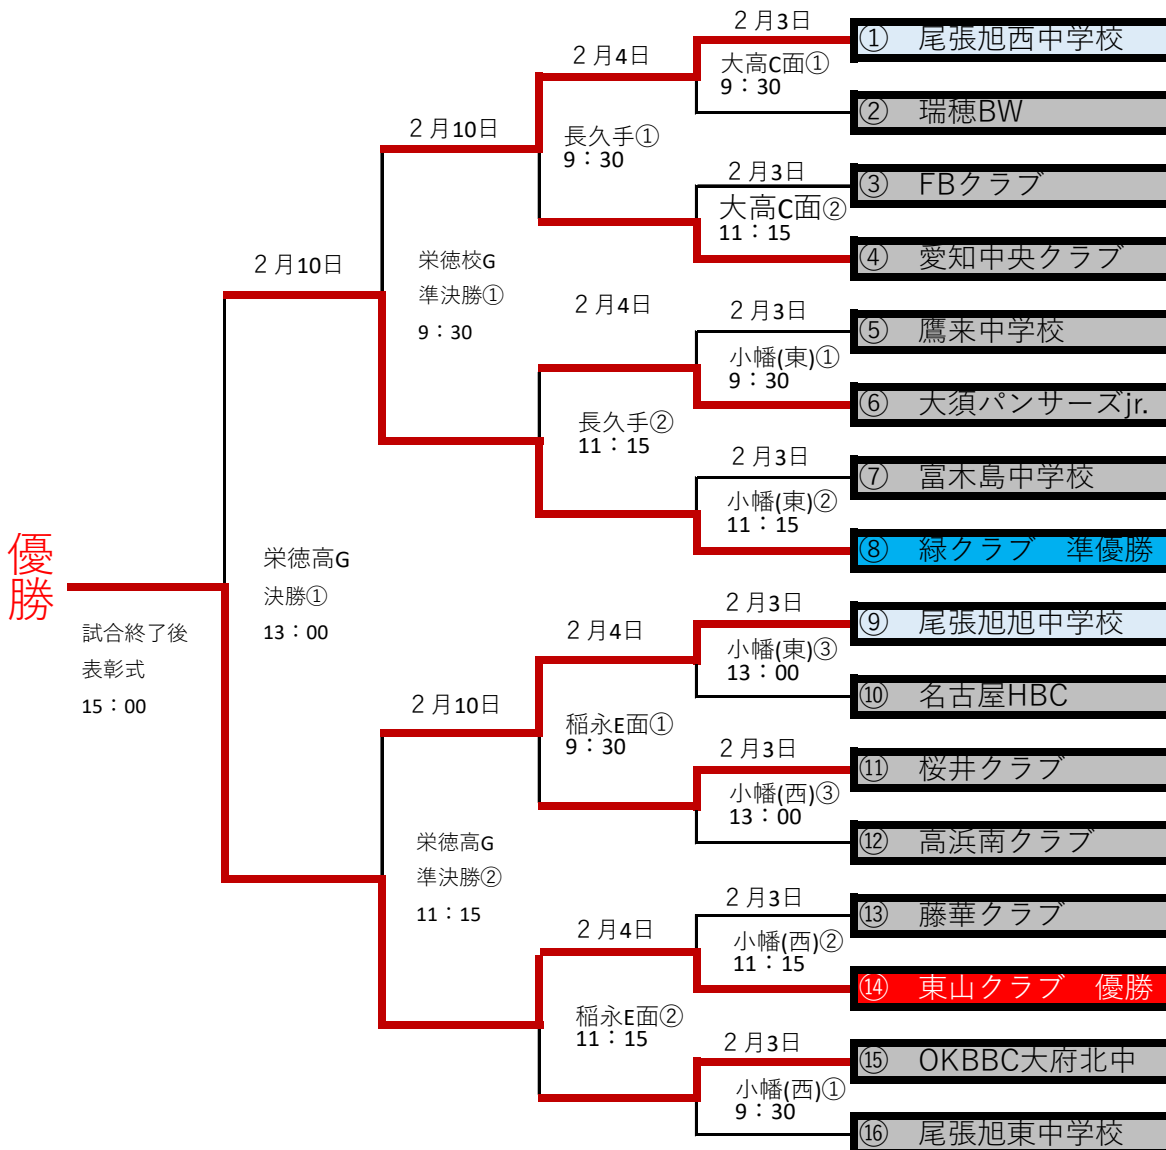 ２月3日
① 尾張旭西中学校
２月4日
大高C面①
9：30
② 瑞穂BW
２月10日
長久手①
9：30
２月3日
③ FBクラブ
大高C面②
11：15
④ 愛知中央クラブ
２月10日
栄徳校G
準決勝①
9：30
２月4日
２月3日
⑤ 鷹来中学校
小幡(東)①
9：30
⑥ 大須パンサーズjr.
長久手②
11：15
２月3日
⑦ 富木島中学校
小幡(東)②
11：15
⑧ 緑クラブ　準優勝
優勝
栄徳高G
決勝①
13：00
試合終了後
表彰式
15：00
２月3日
⑨ 尾張旭旭中学校
２月4日
小幡(東)③
13：00
⑩ 名古屋HBC
２月10日
稲永E面①
9：30
２月3日
⑪ 桜井クラブ
小幡(西)③
13：00
⑫ 高浜南クラブ
栄徳高G
準決勝②
11：15
２月3日
⑬ 藤華クラブ
２月4日
小幡(西)②
11：15
⑭ 東山クラブ　優勝
稲永E面②
11：15
２月3日
⑮ OKBBC大府北中
小幡(西)①
9：30
⑯ 尾張旭東中学校